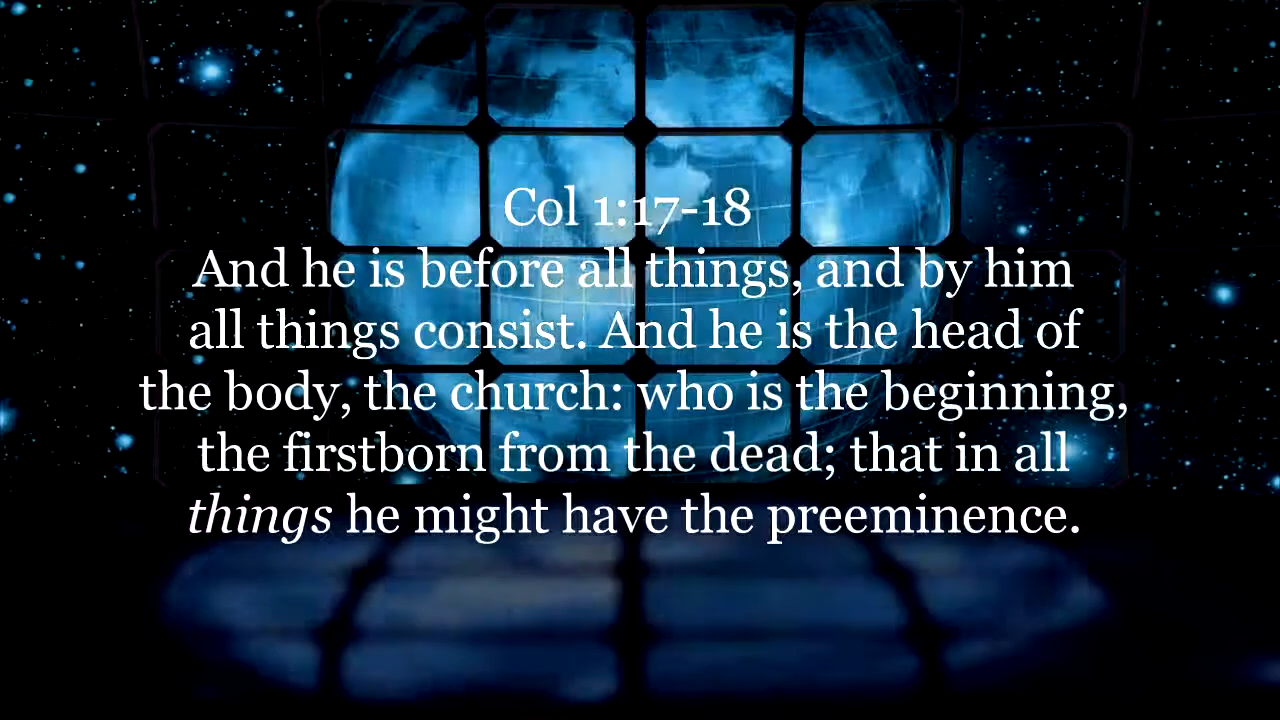 Col 1:17-18
And he is before all things, and by him
all things consist. And he is the head of
the body, the church: who is the beginning,
the firstborn from the dead; that in all
things he might have the preeminence.